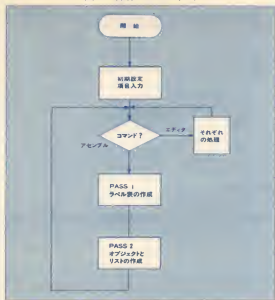 開始
初期設定
項目入力
コマンド?
エディタ
アセンブル
それぞれ
の処理
PASS 1
ラベル表の作成
PASS 2
オブジェクトと
リストの作成